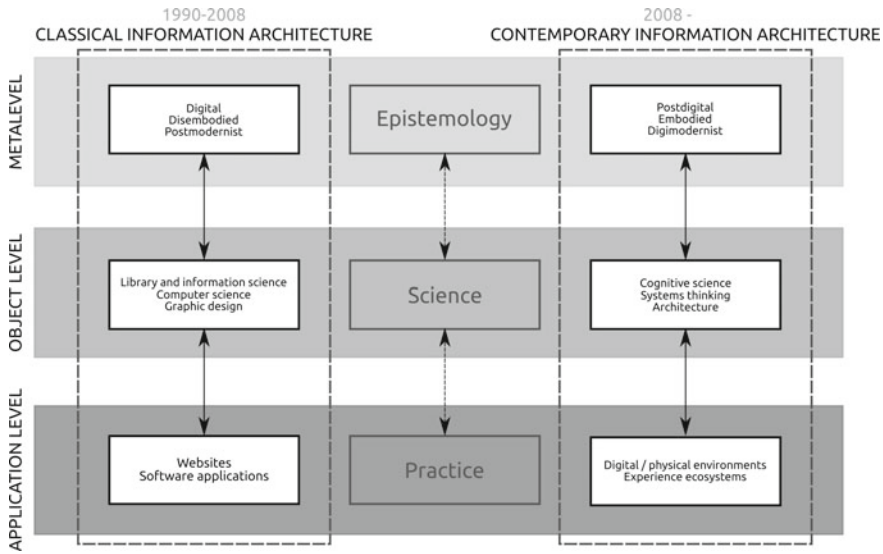 1990-2008
CLASSICAL INFORMATION ARCHITECTURE
2008 -
CONTEMPORARY INFORMATION ARCHITECTURE
METALEVEL
Digital
Disembodied
Postmodernist
Epistemology
Postdigital
Embodied
Digimodernist
OBJECT LEVEL
Library and information science
Computer science
Graphic design
Science
Cognitive science
Systems thinking
Architecture
APPLICATION LEVEL
Websites
Software applications
Practice
Digital / physical environments
Experience ecosystems